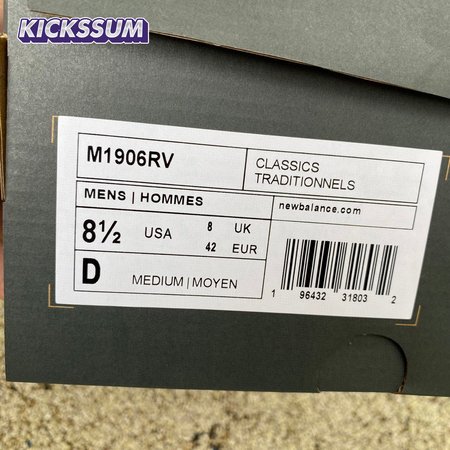 KICKSSUM
M1906RV
CLASSICS
TRADITIONNELS
MENS | HOMMES
newbalance.com
8½ USA 8 UK
42 EUR
D MEDIUM | MOYEN
1 96432 31803 2